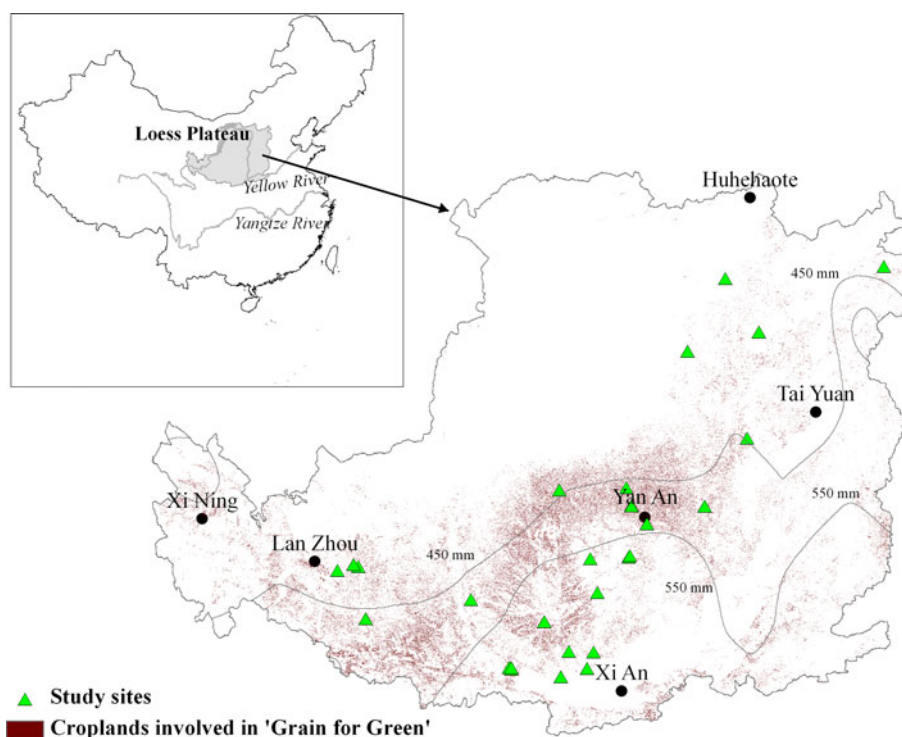 Loess Plateau
Yellow River
Yangize River
Huhehaote
450 mm
Tai Yuan
550 mm
Xi Ning
Yan An
Lan Zhou
450 mm
550 mm
Xi An
Study sites
Croplands involved in 'Grain for Green'